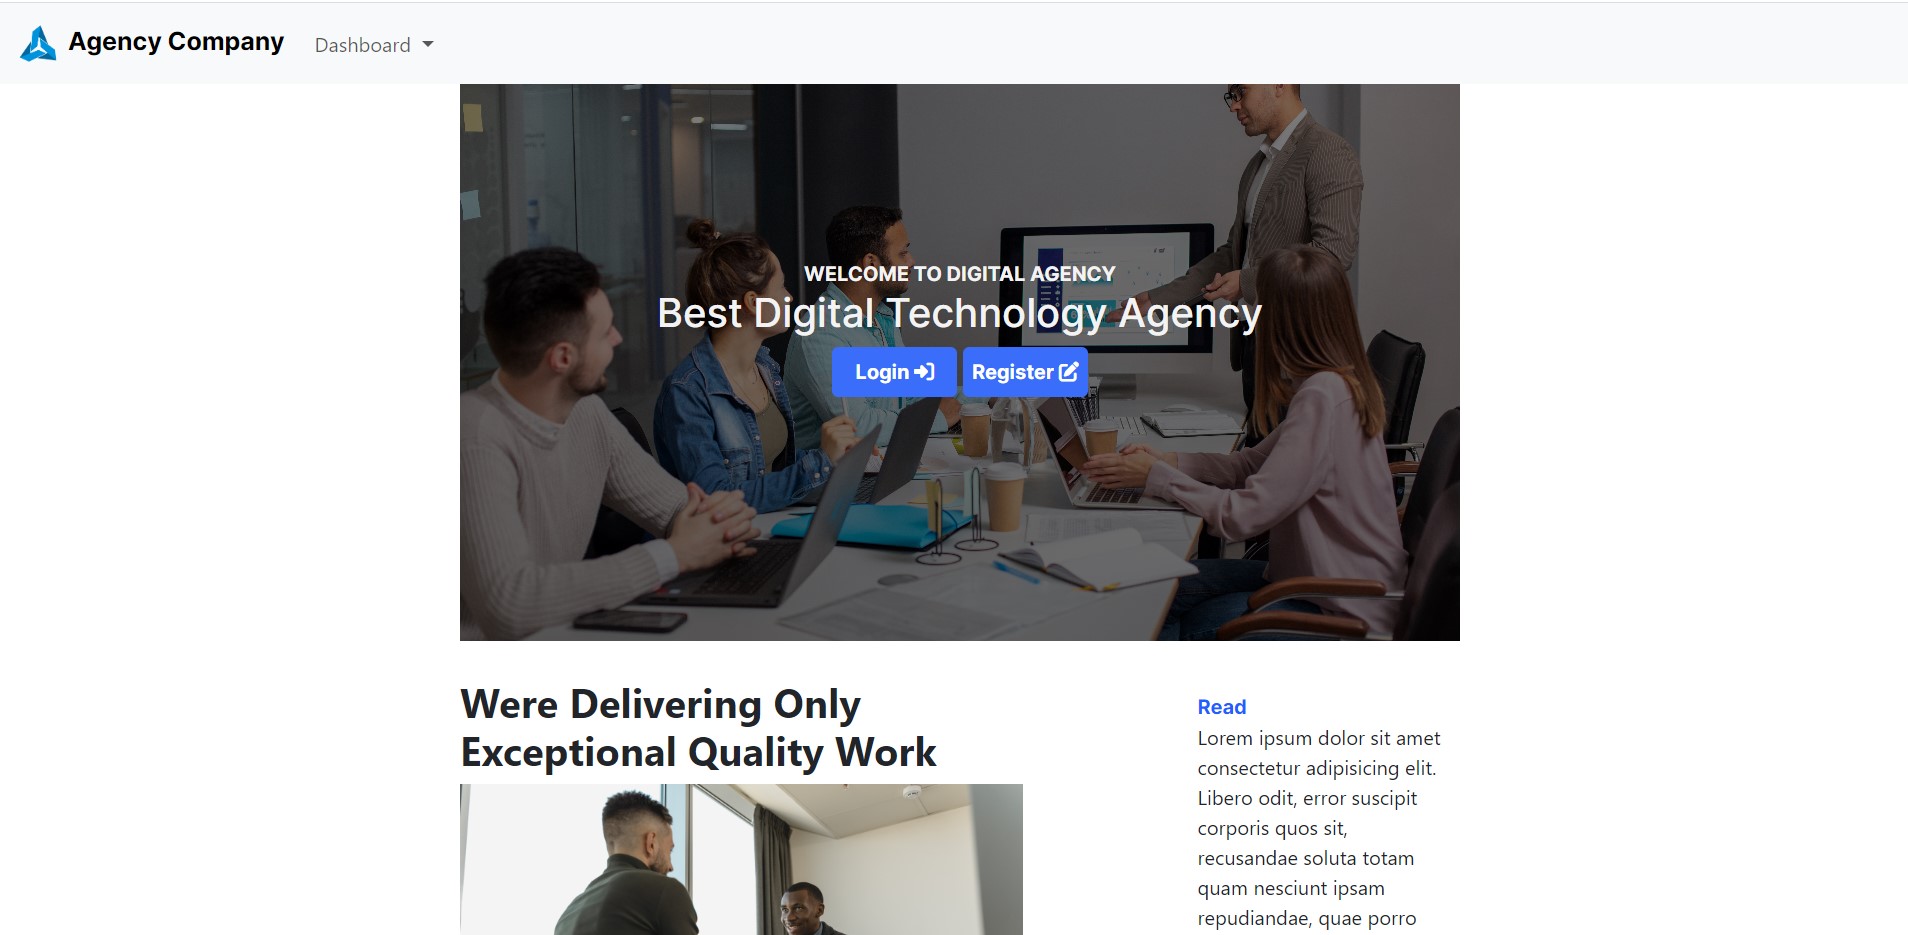 Agency Company
Dashboard
WELCOME TO DIGITAL AGENCY
Best Digital Technology Agency
Login
Register
Were Delivering Only
Exceptional Quality Work
Read
Lorem ipsum dolor sit amet
consectetur adipisicing elit.
Libero odit, error suscipit
corporis quos sit,
recusandae soluta totam
quam nesciunt ipsam
repudiandae, quae porro